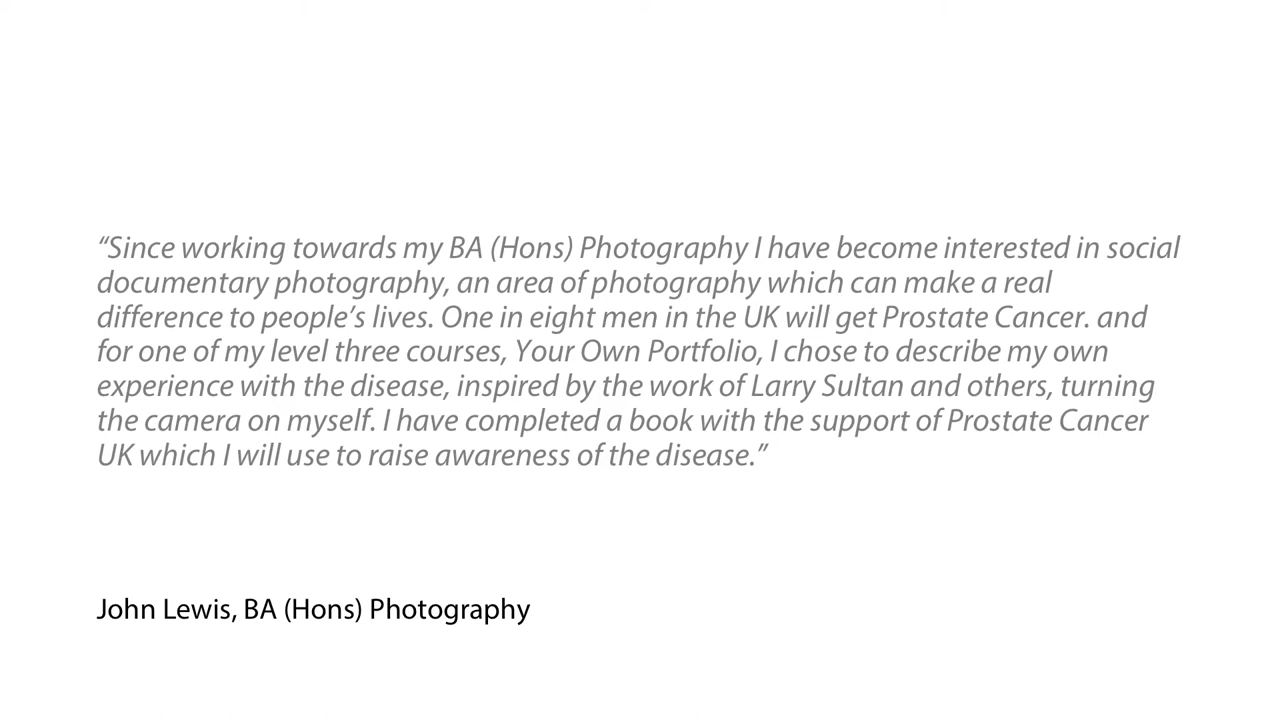 “Since working towards my BA (Hons) Photography I have become interested in social
documentary photography, an area of photography which can make a real
difference to people’s lives. One in eight men in the UK will get Prostate Cancer. and
for one of my level three courses, Your Own Portfolio, I chose to describe my own
experience with the disease, inspired by the work of Larry Sultan and others, turning
the camera on myself. I have completed a book with the support of Prostate Cancer
UK which I will use to raise awareness of the disease.”
John Lewis, BA (Hons) Photography